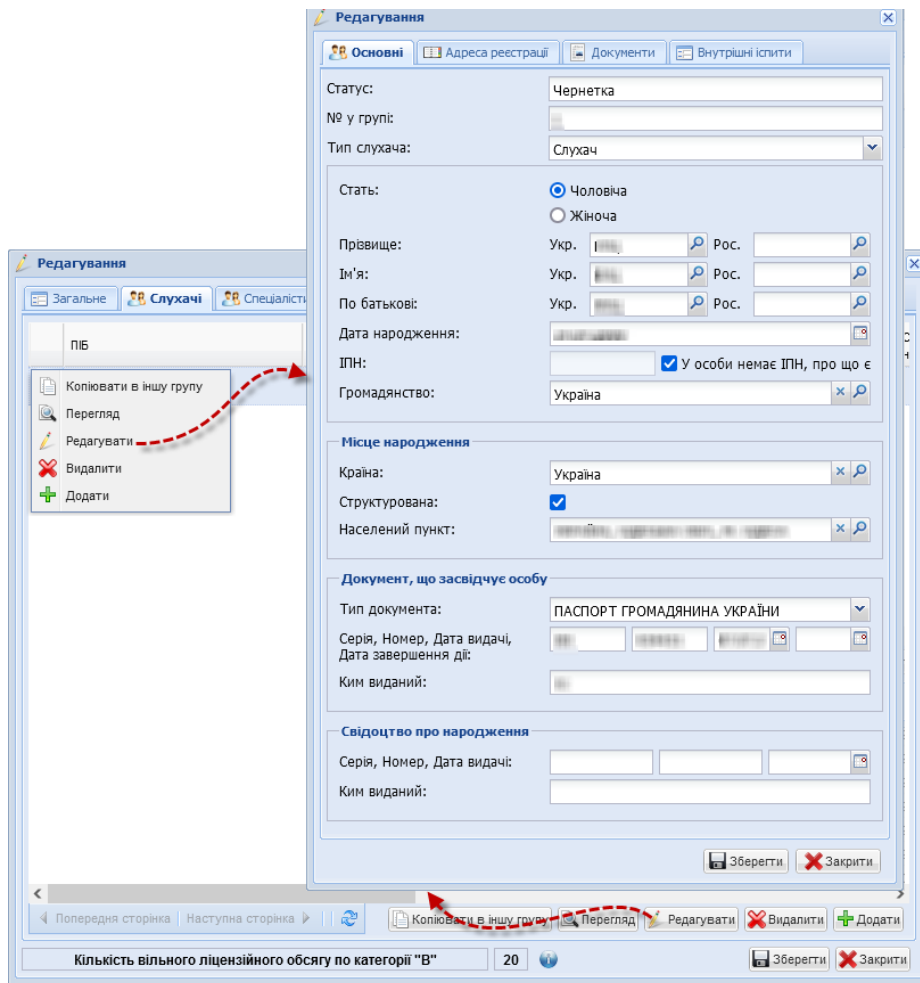 Редагування
Основні Адреса реєстрації Документи Внутрішні іспити
Статус: Чернетка
№ у групі:
Тип слухача: Слухач
Стать: Чоловіча
Жіноча
Прізвище: Укр. Рос.
Ім'я: Укр. Рос.
По батькові: Укр. Рос.
Дата народження:
ІПН: У особи немає ІПН, про що є
Громадянство: Україна
Місце народження
Країна: Україна
Структурована:
Населений пункт:
Документ, що засвідчує особу
Тип документа: ПАСПОРТ ГРОМАДЯНИНА УКРАЇНИ
Серія, Номер, Дата видачі,
Дата завершення дії:
Ким виданий:
Свідоцтво про народження
Серія, Номер, Дата видачі:
Ким виданий:
Зберегти Закрити
Редагування
Загальне Слухачі Спеціалісти
ПІБ
Копіювати в іншу групу
Перегляд
Редагувати
Видалити
Додати
Попередня сторінка Наступна сторінка Копіювати в іншу групу Перегляд Редагувати Видалити Додати
Кількість вільного ліцензійного обсягу по категорії "B" 20 Зберегти Закрити